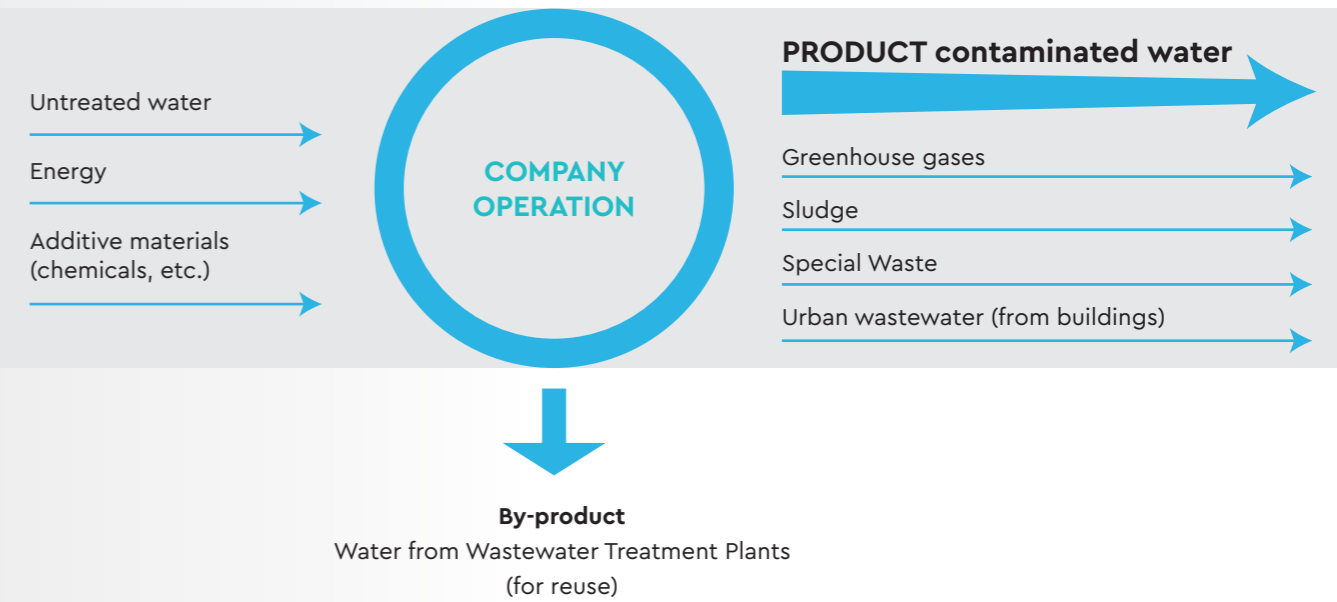 Untreated water
Energy
Additive materials
(chemicals, etc.)
COMPANY
OPERATION
PRODUCT contaminated water
Greenhouse gases
Sludge
Special Waste
Urban wastewater (from buildings)
By-product
Water from Wastewater Treatment Plants
(for reuse)